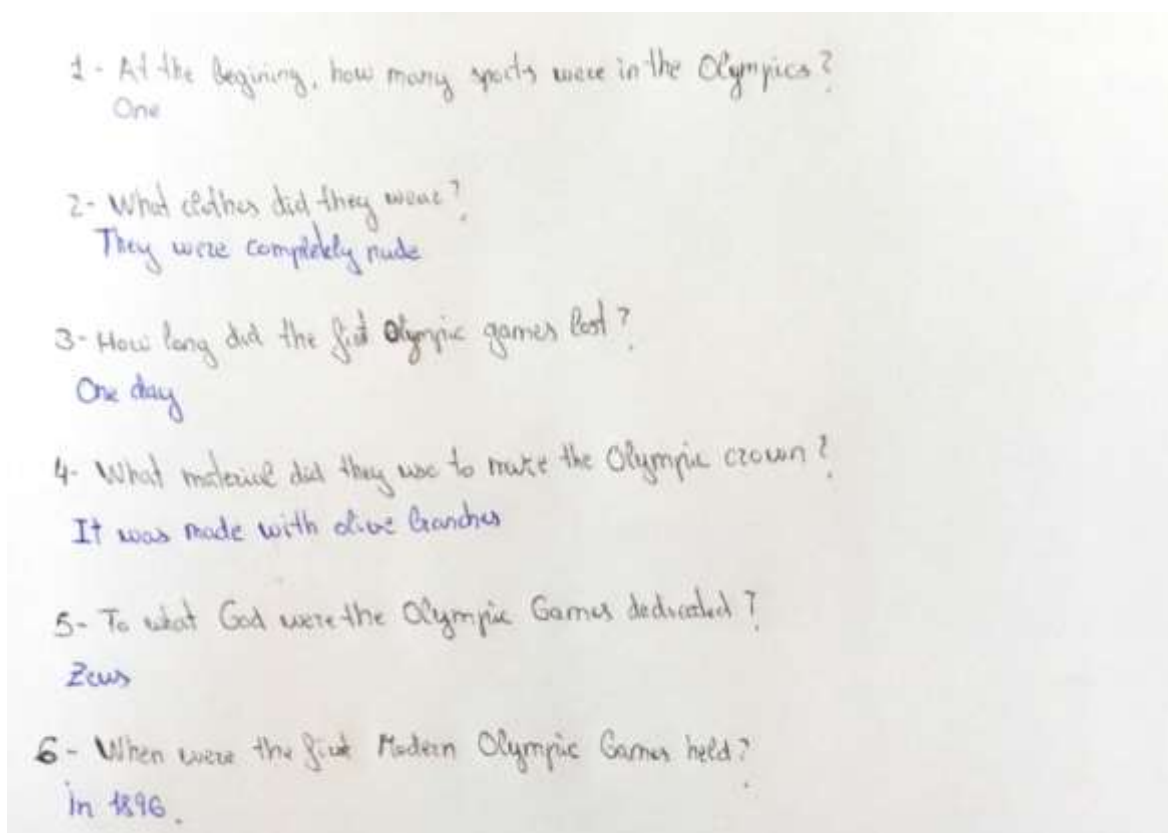 1 - At the begining, how many sports were in the Olympics?
One
2 - What clothes did they wear?
They were completely nude
3 - How long did the first Olympic games last?
One day
4 - What material did they use to make the Olympic crown?
It was made with olive branches
5 - To what God were the Olympic Games dedicated?
Zeus
6 - When were the first Modern Olympic Games held?
in 1896.